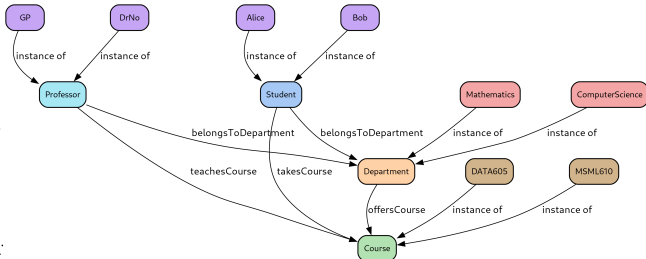 GP
DrNo
Alice
Bob
instance of
instance of
instance of
instance of
Professor
Student
Mathematics
ComputerScience
belongsToDepartment
belongsToDepartment
instance of
instance of
teachesCourse
takesCourse
Department
DATA605
MSML610
offersCourse
instance of
instance of
Course